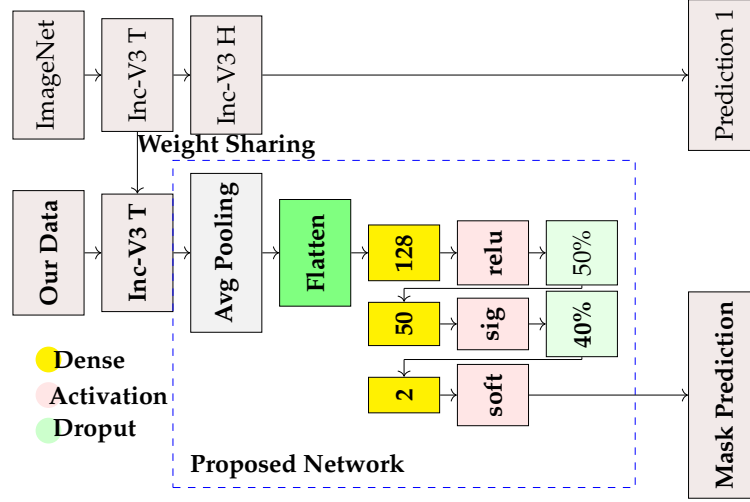 ImageNet
Inc-V3 T
Inc-V3 H
Prediction 1
Weight Sharing
Our Data
Inc-V3 T
Avg Pooling
Flatten
128
relu
50%
50
sig
40%
2
soft
Mask Prediction
Dense
Activation
Droput
Proposed Network